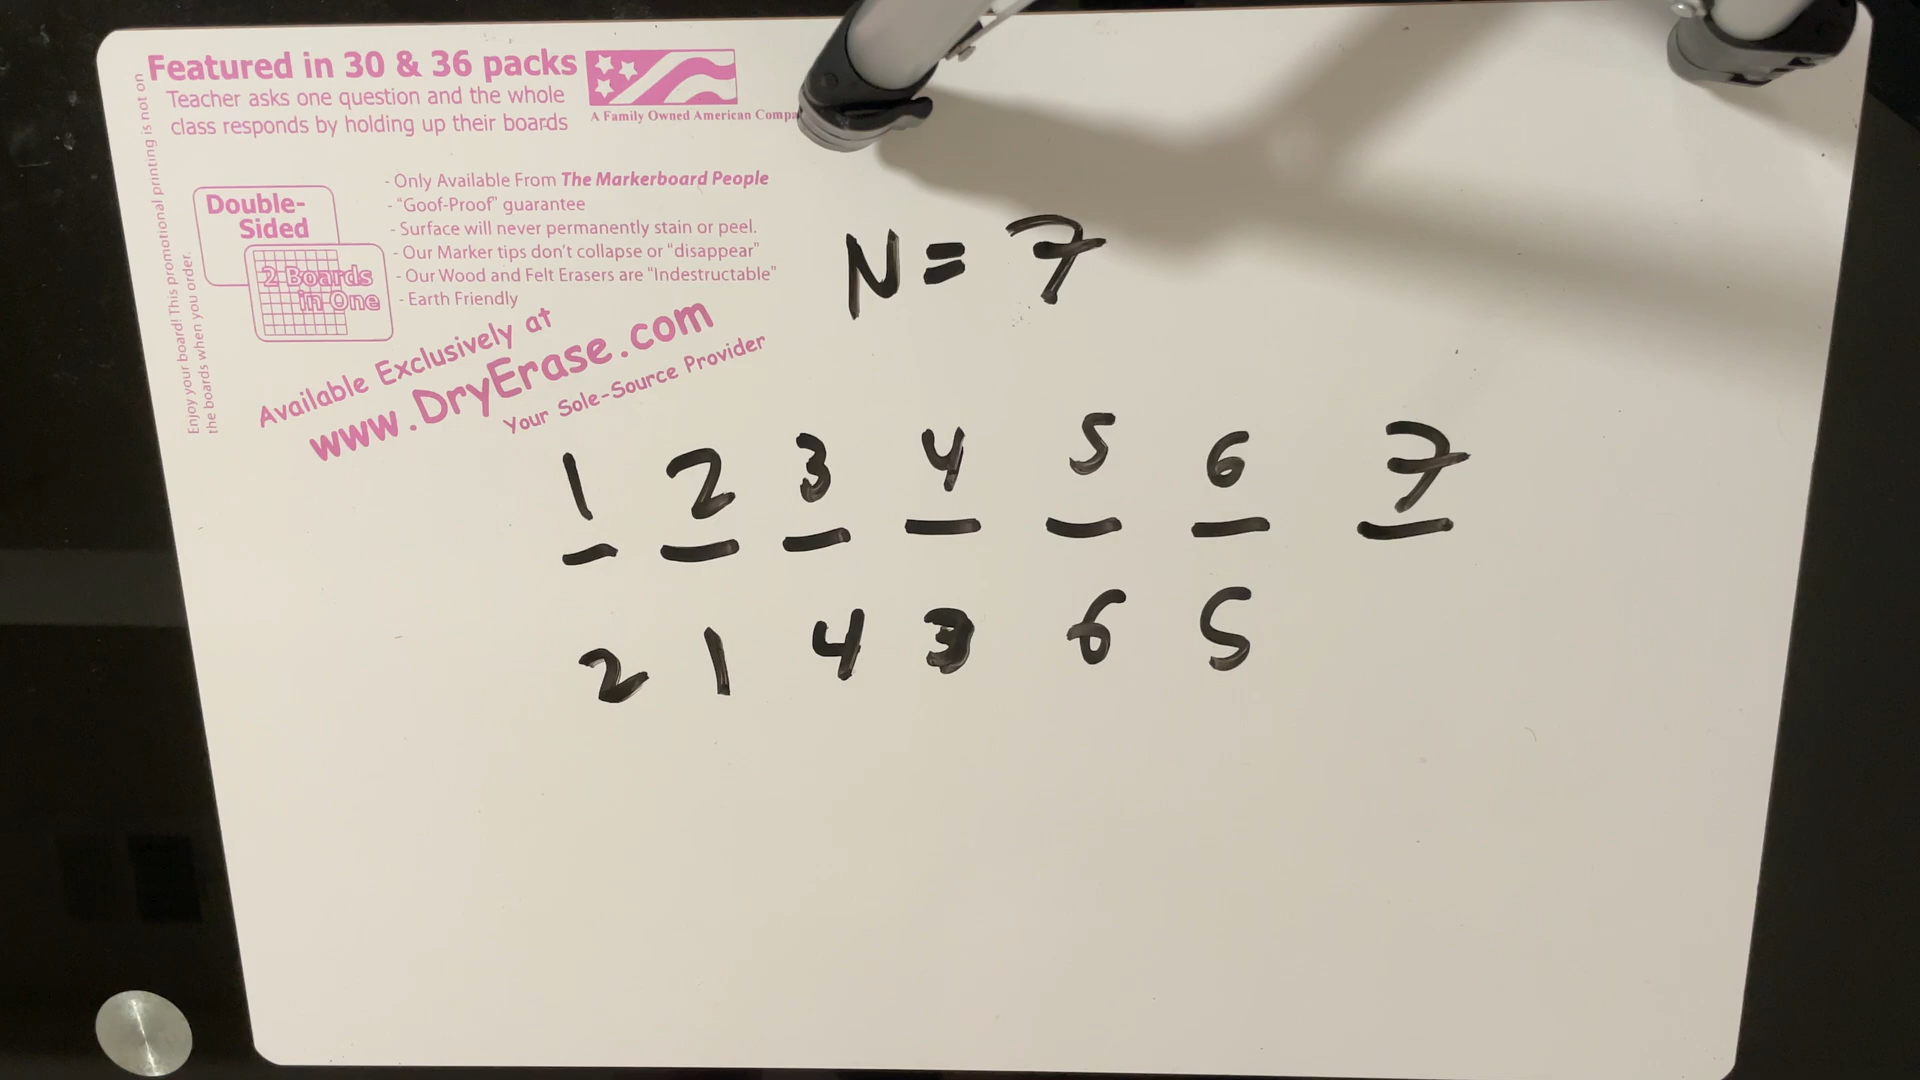 Featured in 30 & 36 packs
Teacher asks one question and the whole
class responds by holding up their boards
A Family Owned American Compa
Enjoy your board! This promotional printing is not on
the boards when you order.
Double-
Sided
2 Boards
in One
- Only Available From The Markerboard People
- "Goof-Proof" guarantee
- Surface will never permanently stain or peel.
- Our Marker tips don't collapse or "disappear"
- Our Wood and Felt Erasers are "Indestructable"
- Earth Friendly
Available Exclusively at
www.DryErase.com
Your Sole-Source Provider
N = 7
1 2 3 4 5 6 7
2 1 4 3 6 5